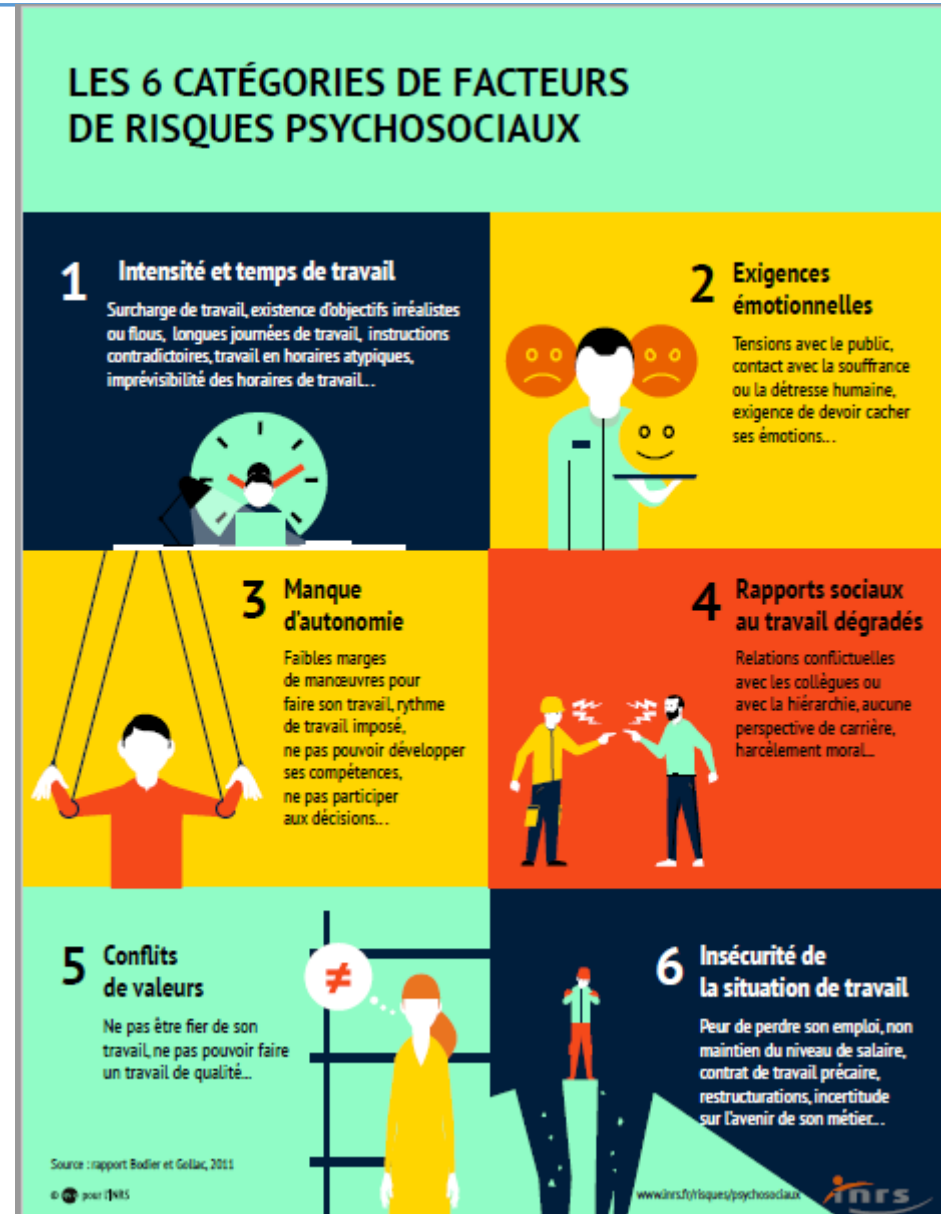 LES 6 CATÉGORIES DE FACTEURS
DE RISQUES PSYCHOSOCIAUX
1
Intensité et temps de travail
Surcharge de travail, existence d'objectifs irréalistes
ou flous, longues journées de travail, instructions
contradictoires, travail en horaires atypiques,
imprévisibilité des horaires de travail...
2
Exigences
émotionnelles
Tensions avec le public,
contact avec la souffrance
ou la détresse humaine,
exigence de devoir cacher
ses émotions...
3
Manque
d'autonomie
Faibles marges
de manœuvres pour
faire son travail, rythme
de travail imposé,
ne pas pouvoir développer
ses compétences,
ne pas participer
aux décisions...
4
Rapports sociaux
au travail dégradés
Relations conflictuelles
avec les collègues ou
avec la hiérarchie, aucune
perspective de carrière,
harcèlement moral...
5
Conflits
de valeurs
Ne pas être fier de son
travail, ne pas pouvoir faire
un travail de qualité...
≠
6
Insécurité de
la situation de travail
Peur de perdre son emploi, non
maintien du niveau de salaire,
contrat de travail précaire,
restructurations, incertitude
sur l'avenir de son métier...
Source : rapport Bodier et Gollac, 2011
© pour l'INRS
www.inrs.fr/risques/psychosociaux
inrs